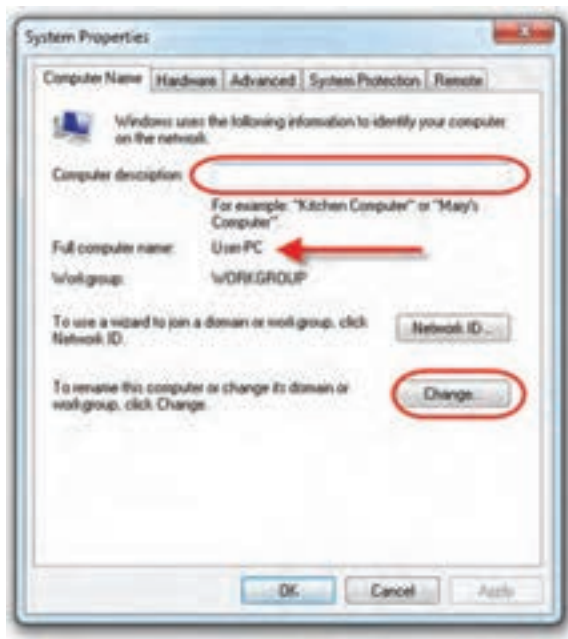 System Properties
Computer Name Hardware Advanced System Protection Remote
Windows uses the following information to identify your computer
on the network.
Computer description:
For example: "Kitchen Computer" or "Mary's
Computer".
Full computer name: User-PC
Workgroup: WORKGROUP
To use a wizard to join a domain or workgroup, click
Network ID.
Network ID...
To rename this computer or change its domain or
workgroup, click Change.
Change...
OK Cancel Apply